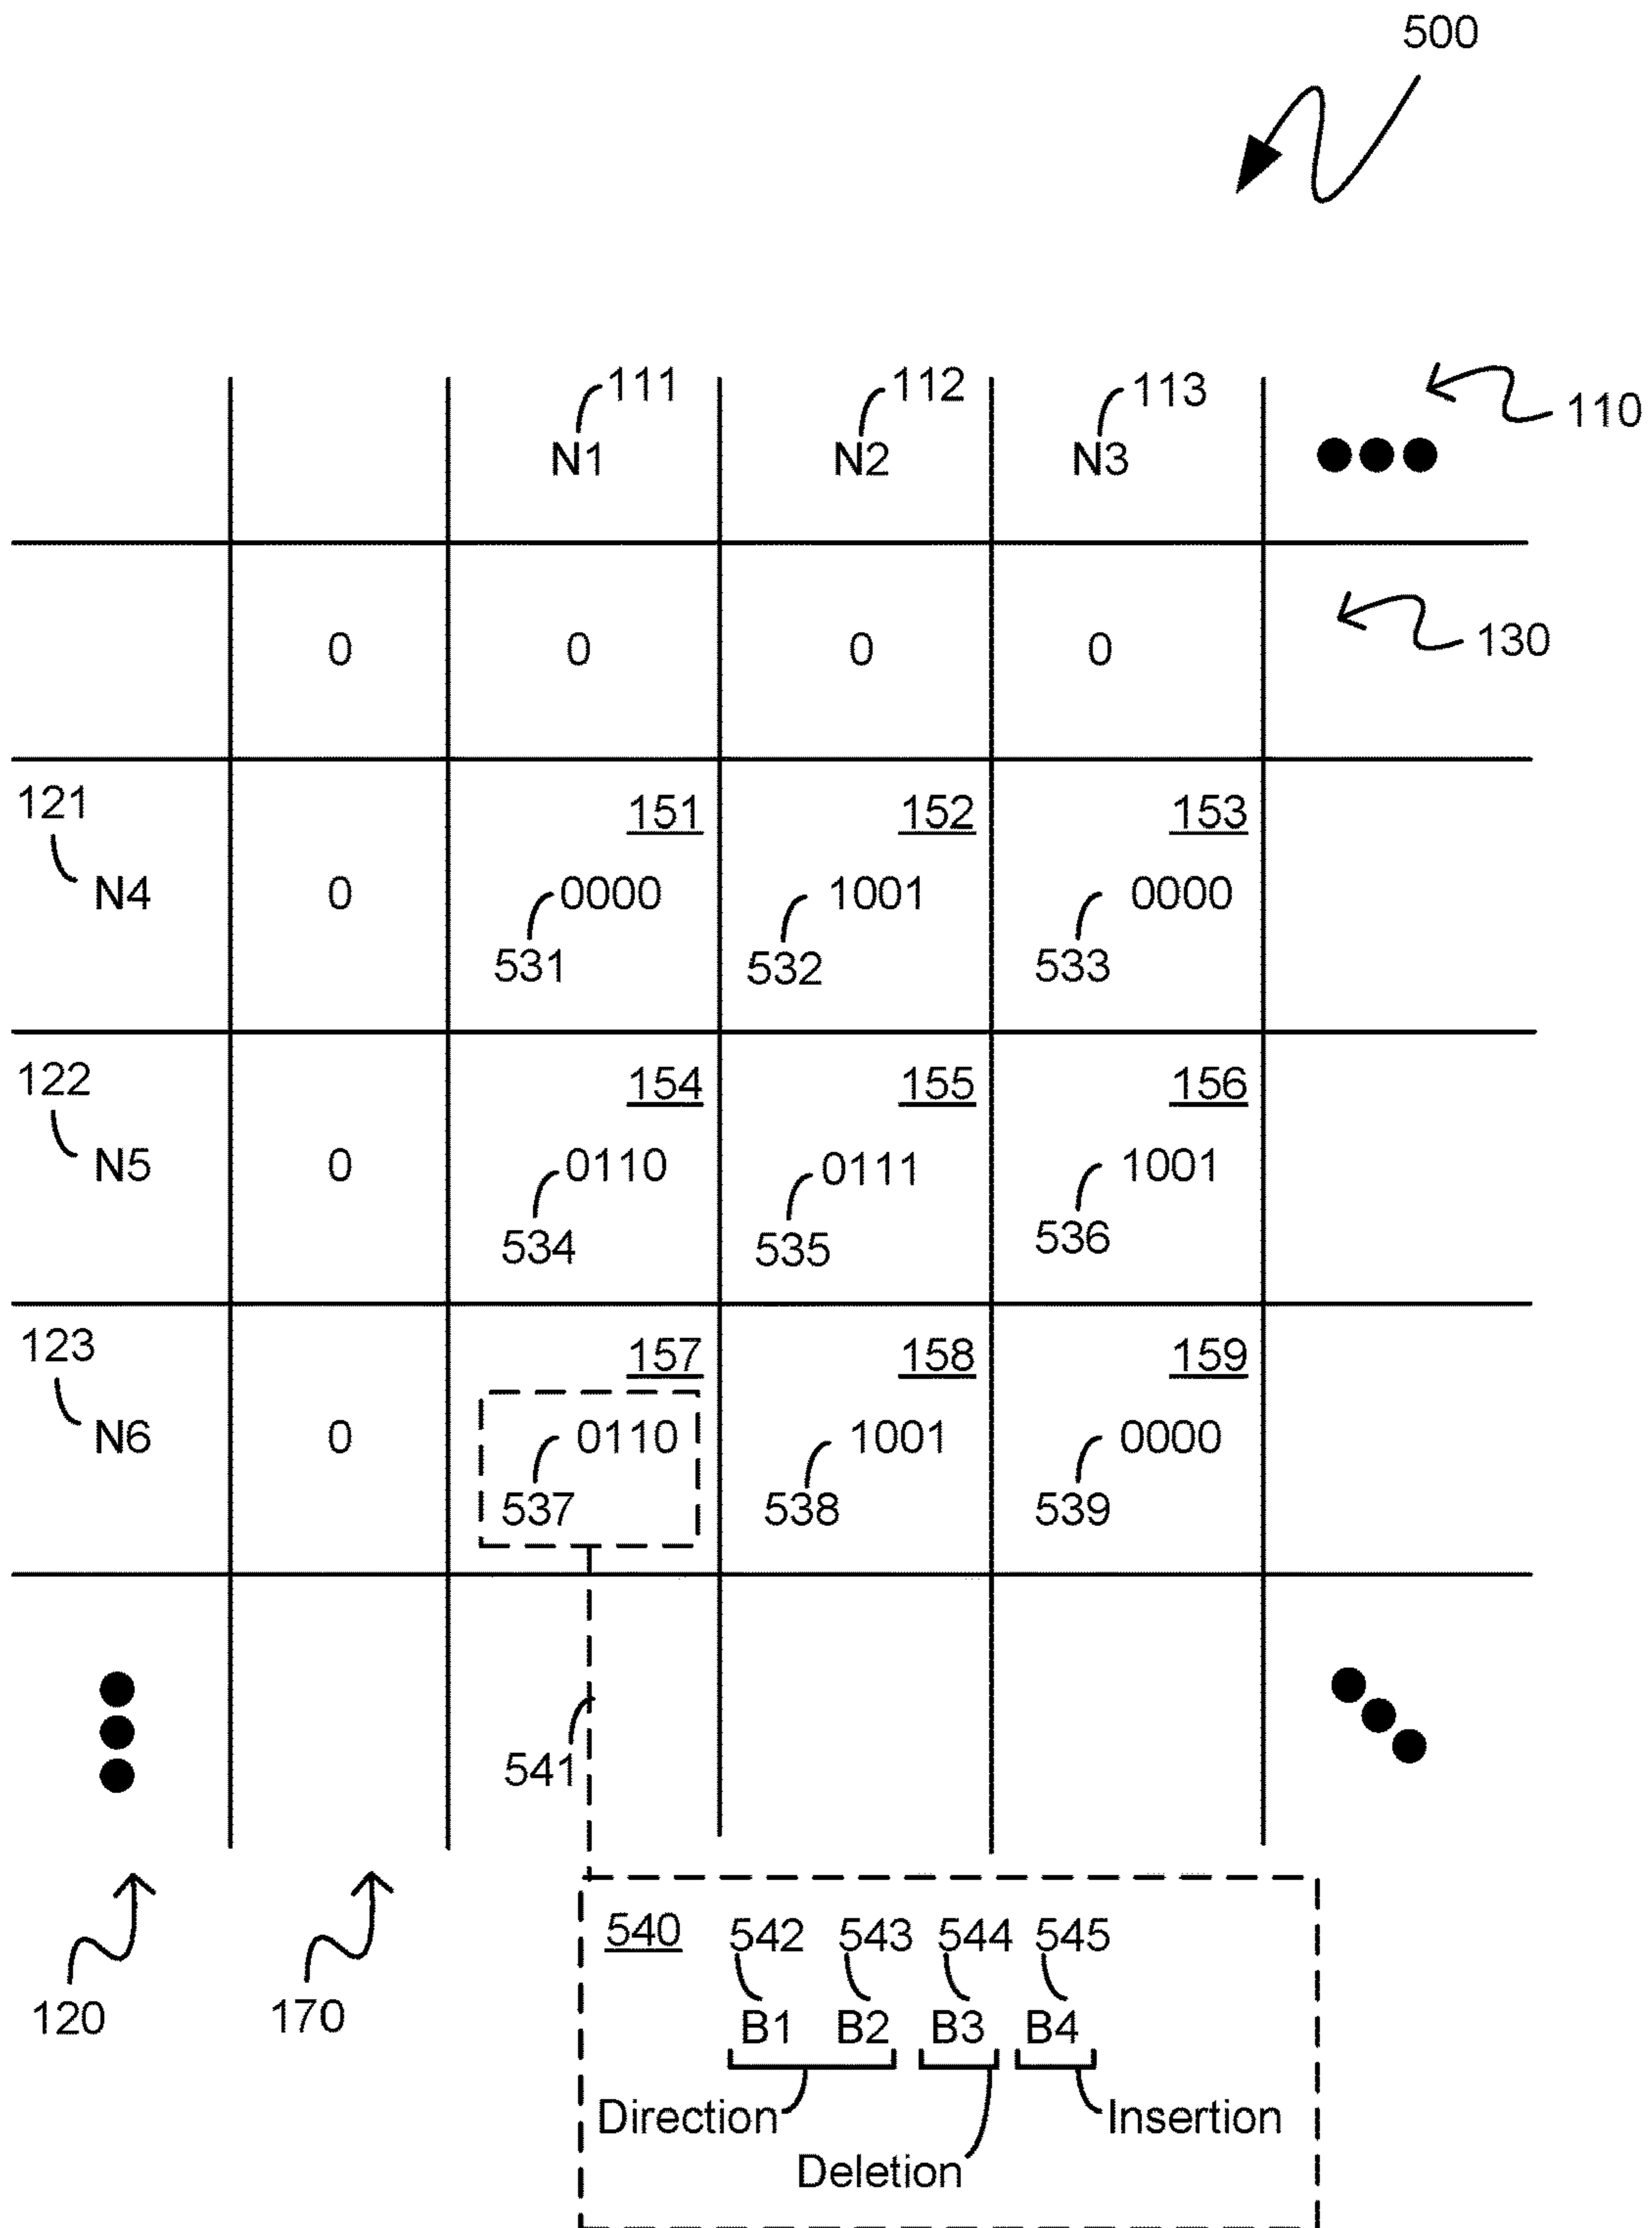 500
111 112 113 110
N1 N2 N3
0 0 0 0 130
121 151 152 153
N4 0 0000 1001 0000
531 532 533
122 154 155 156
N5 0 0110 0111 1001
534 535 536
123 157 158 159
N6 0 0110 1001 0000
537 538 539
541
540 542 543 544 545
120 170 B1 B2 B3 B4
Direction Insertion
Deletion